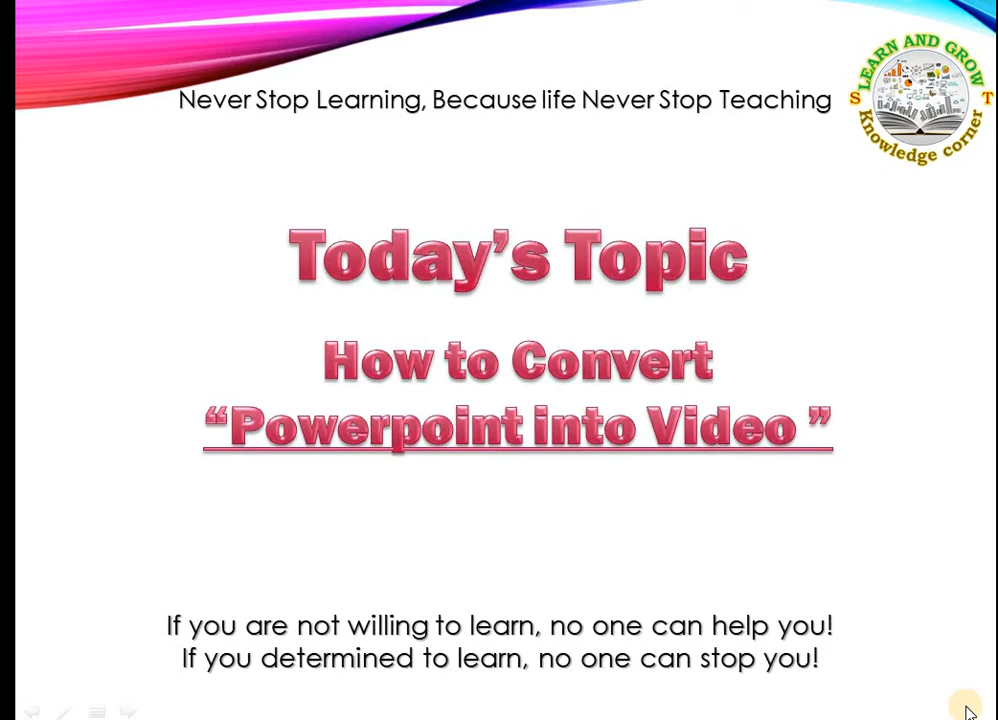 Never Stop Learning, Because life Never Stop Teaching
LEARN AND GROW
S T
Knowledge corner
Today's Topic
How to Convert
“Powerpoint into Video ”
If you are not willing to learn, no one can help you!
If you determined to learn, no one can stop you!